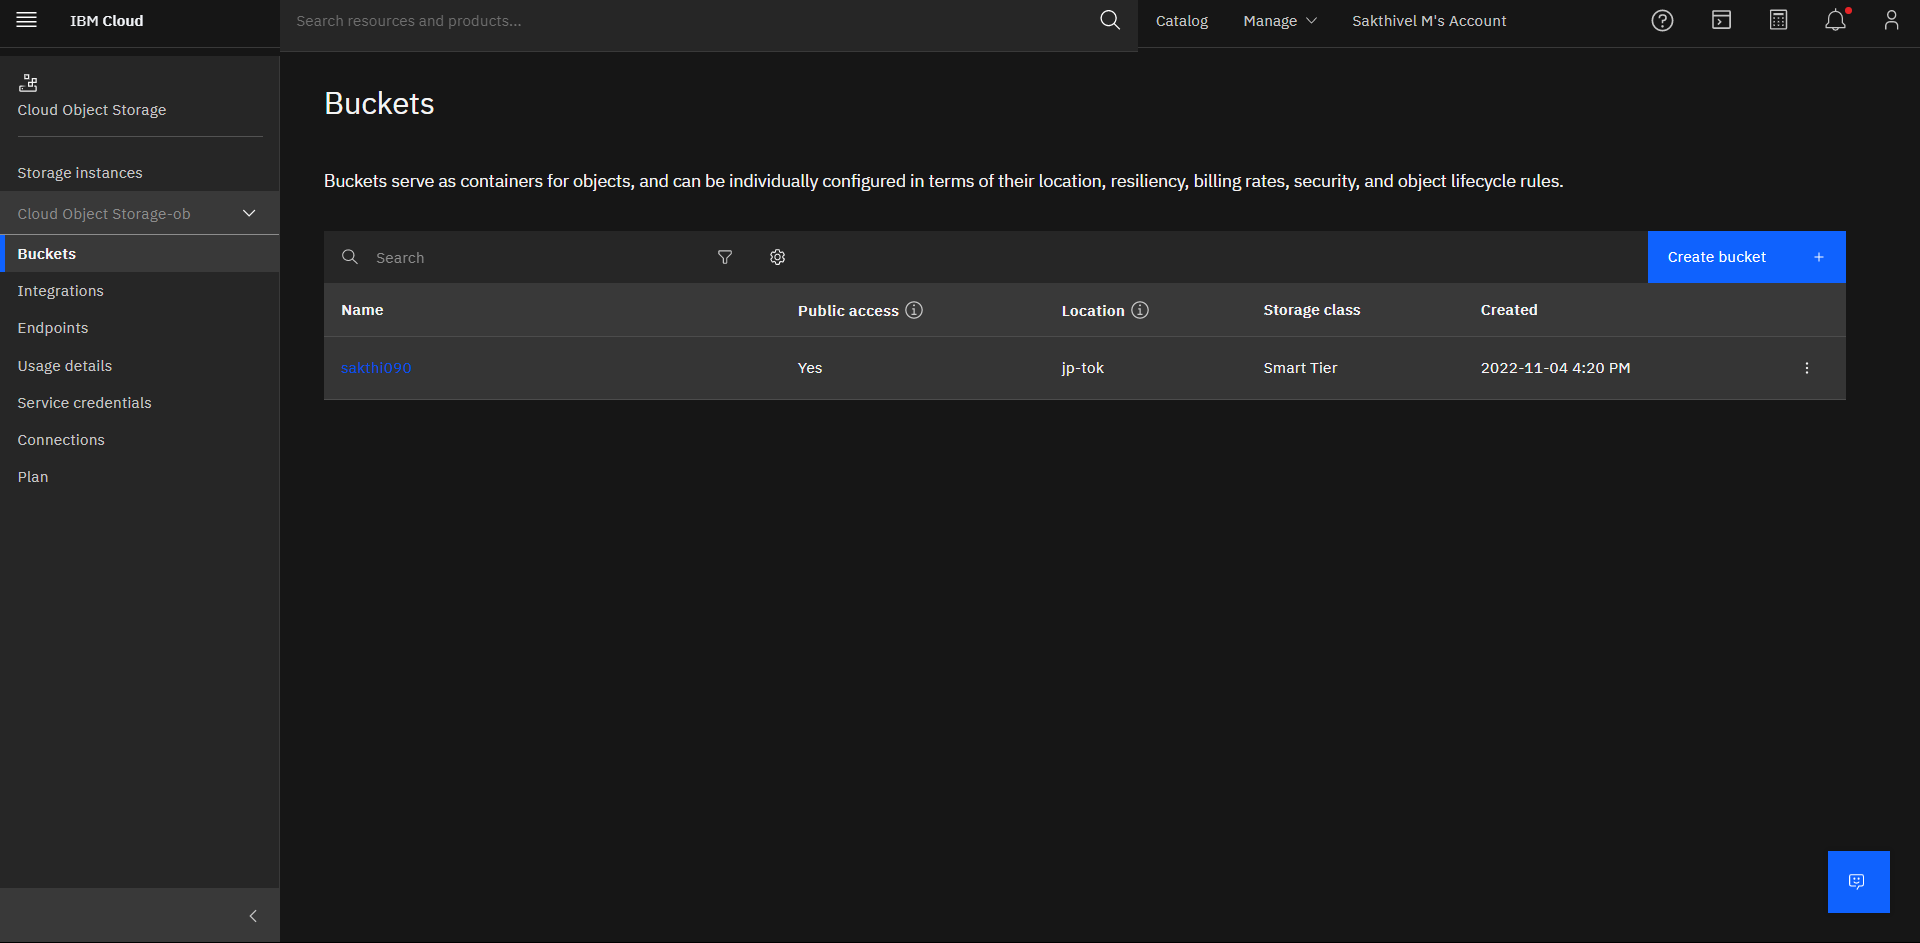 IBM Cloud
Search resources and products...
Catalog
Manage
Sakthivel M's Account
Cloud Object Storage
Storage instances
Cloud Object Storage-ob
Buckets
Integrations
Endpoints
Usage details
Service credentials
Connections
Plan
Buckets
Buckets serve as containers for objects, and can be individually configured in terms of their location, resiliency, billing rates, security, and object lifecycle rules.
Search
Create bucket +
Name Public access Location Storage class Created
sakthi090 Yes jp-tok Smart Tier 2022-11-04 4:20 PM